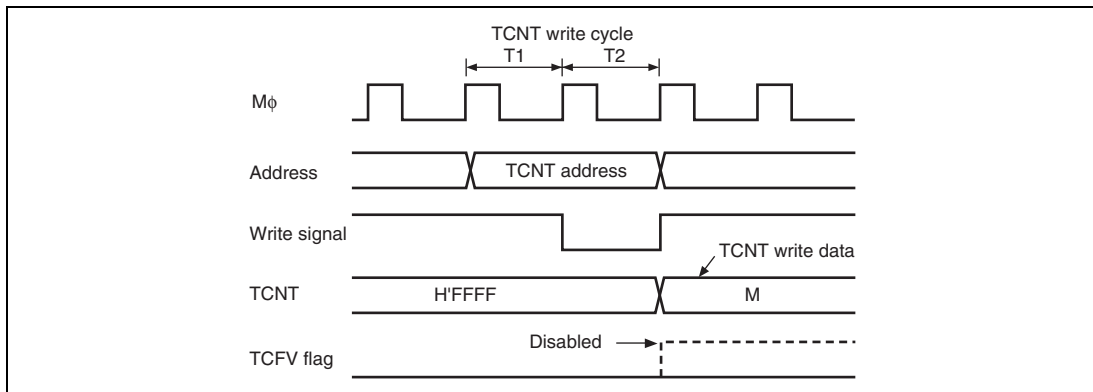 TCNT write cycle
T1 T2
Mϕ
Address TCNT address
Write signal
TCNT write data
TCNT H'FFFF M
Disabled
TCFV flag